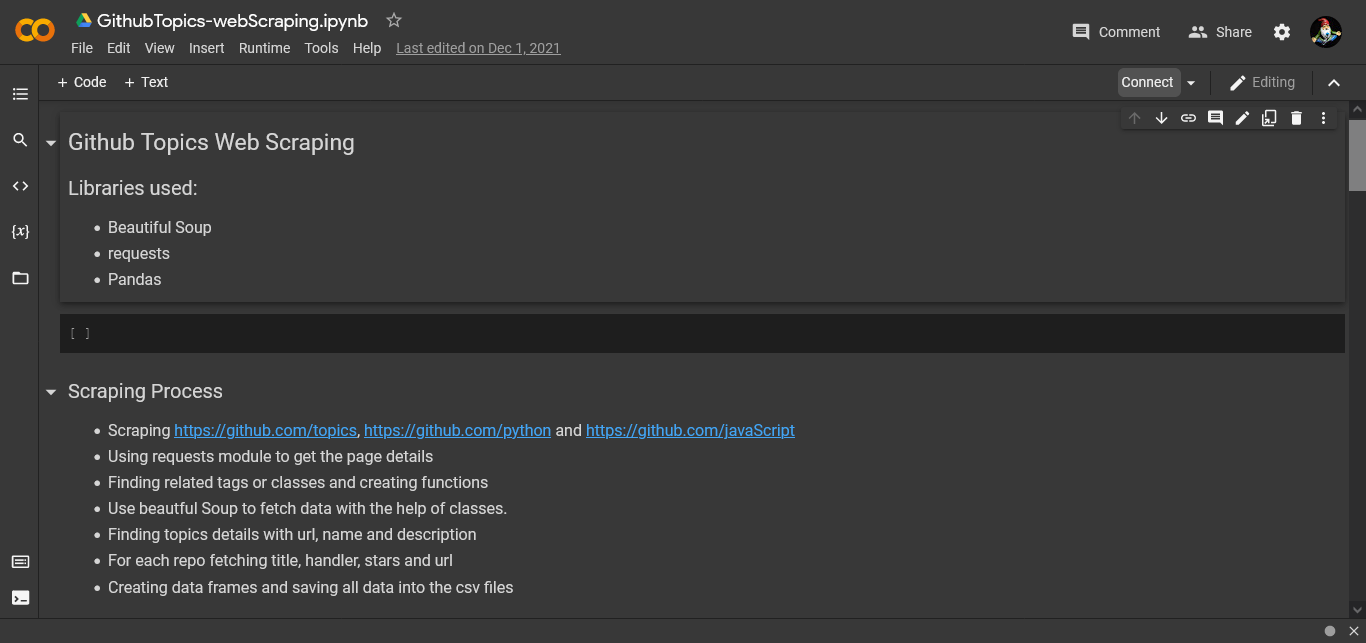 GithubTopics-webScraping.ipynb
File Edit View Insert Runtime Tools Help Last edited on Dec 1, 2021
Comment Share
+ Code + Text
Connect Editing
Github Topics Web Scraping
Libraries used:
• Beautiful Soup
• requests
• Pandas
[ ]
Scraping Process
• Scraping https://github.com/topics, https://github.com/python and https://github.com/javaScript
• Using requests module to get the page details
• Finding related tags or classes and creating functions
• Use beautful Soup to fetch data with the help of classes.
• Finding topics details with url, name and description
• For each repo fetching title, handler, stars and url
• Creating data frames and saving all data into the csv files